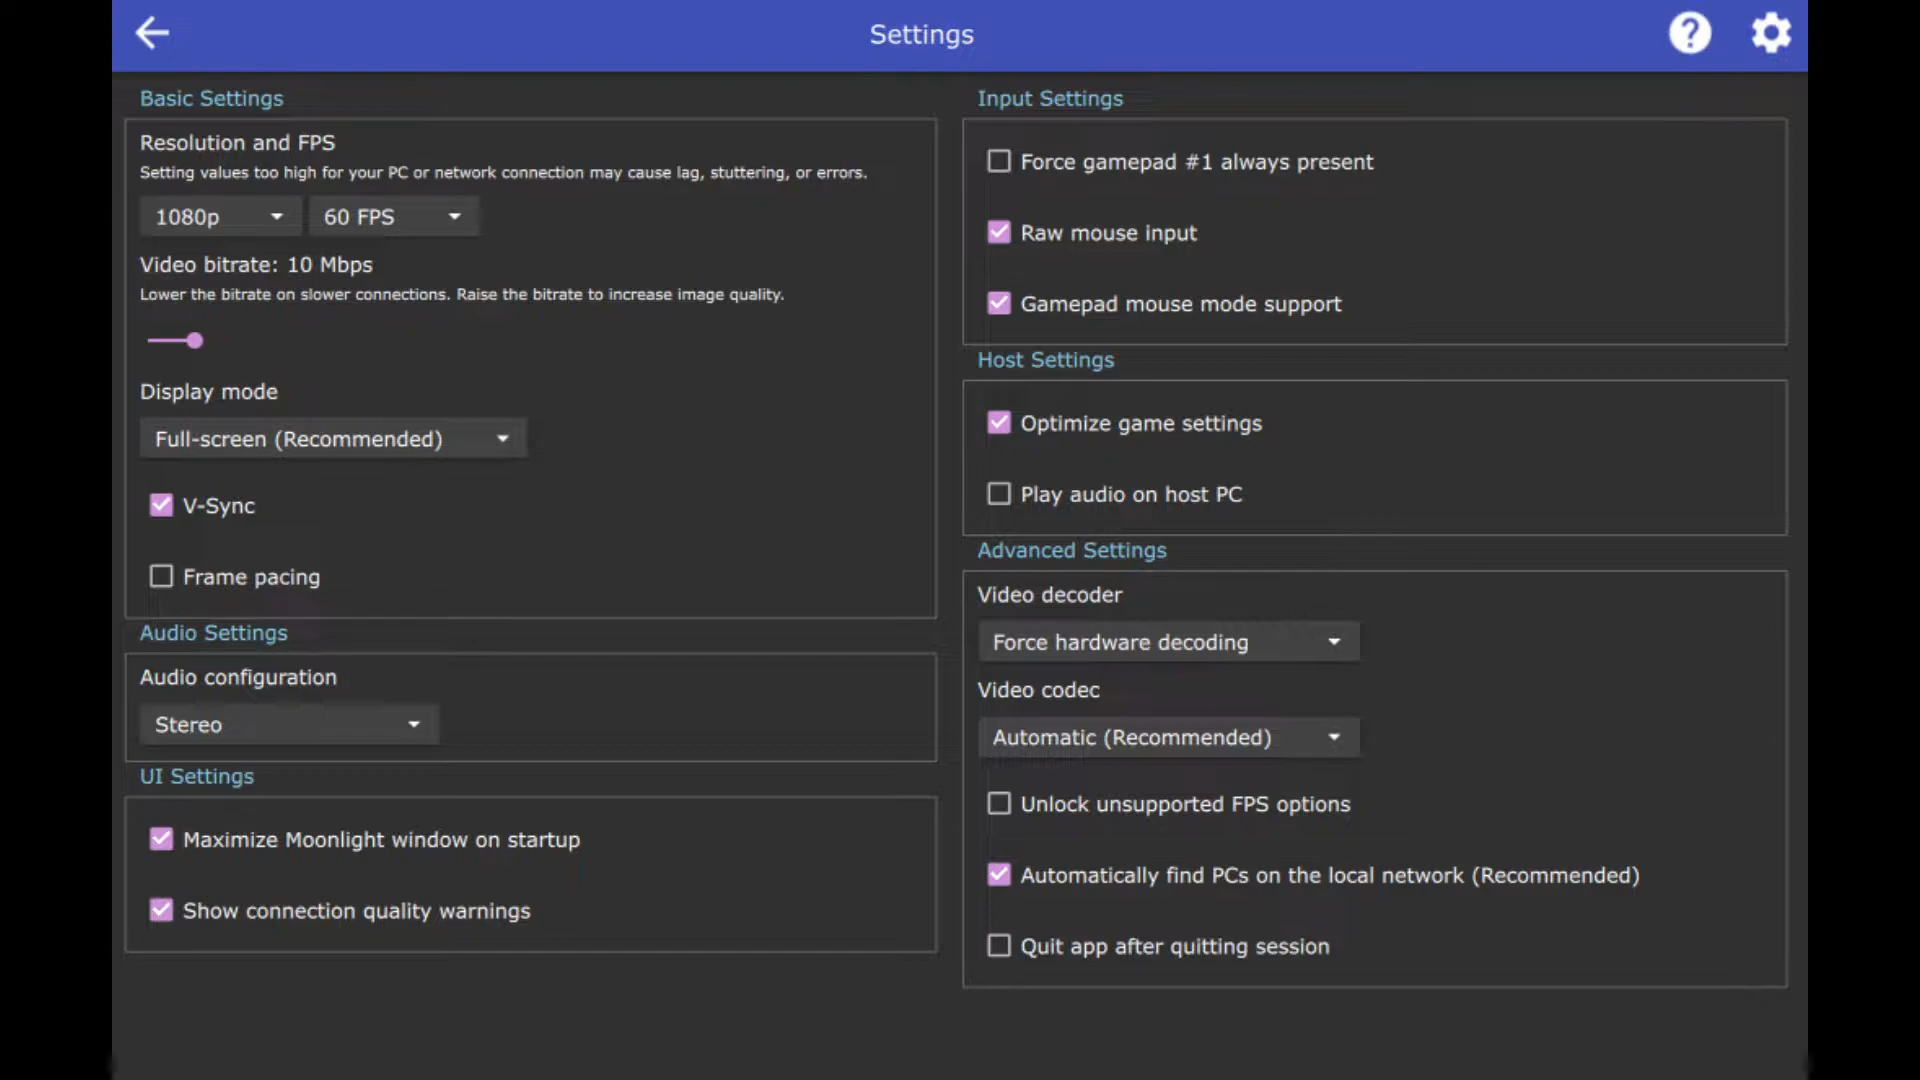 Settings
Basic Settings
Resolution and FPS
Setting values too high for your PC or network connection may cause lag, stuttering, or errors.
1080p 60 FPS
Video bitrate: 10 Mbps
Lower the bitrate on slower connections. Raise the bitrate to increase image quality.
Display mode
Full-screen (Recommended)
V-Sync
Frame pacing
Audio Settings
Audio configuration
Stereo
UI Settings
Maximize Moonlight window on startup
Show connection quality warnings
Input Settings
Force gamepad #1 always present
Raw mouse input
Gamepad mouse mode support
Host Settings
Optimize game settings
Play audio on host PC
Advanced Settings
Video decoder
Force hardware decoding
Video codec
Automatic (Recommended)
Unlock unsupported FPS options
Automatically find PCs on the local network (Recommended)
Quit app after quitting session